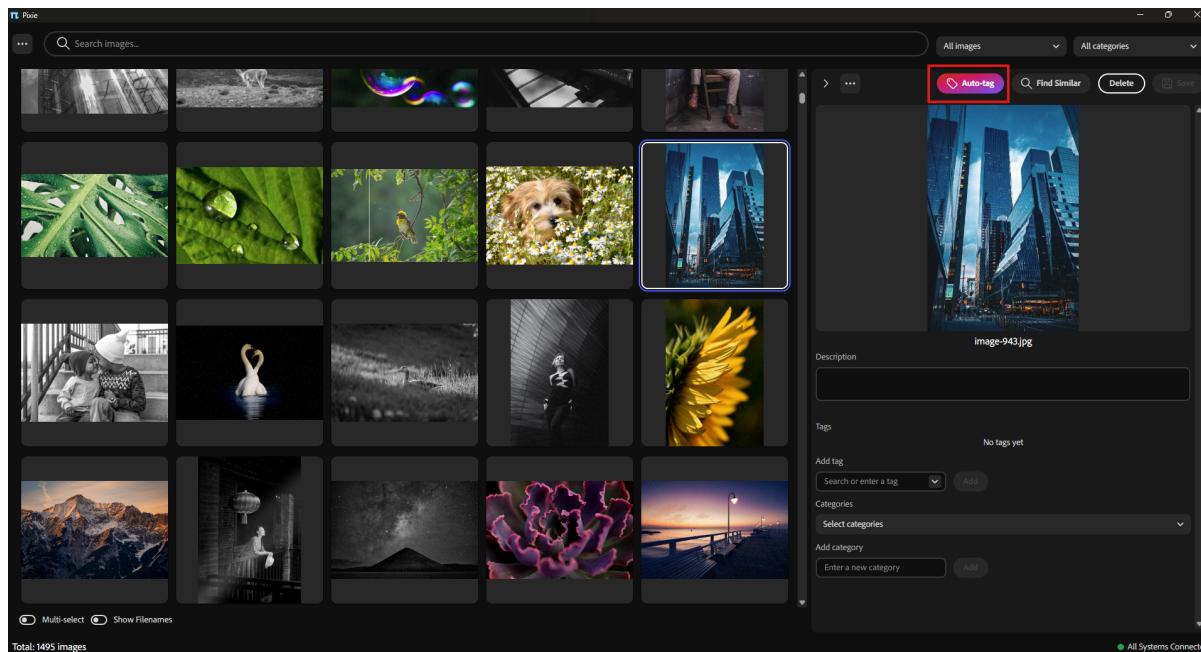 Pixie
Search images...
All images
All categories
Auto-tag
Find Similar
Delete
Save
image-943.jpg
Description
Tags
No tags yet
Add tag
Search or enter a tag
Add
Categories
Select categories
Add category
Enter a new category
Add
Multi-select
Show Filenames
Total: 1495 images
All Systems Connect